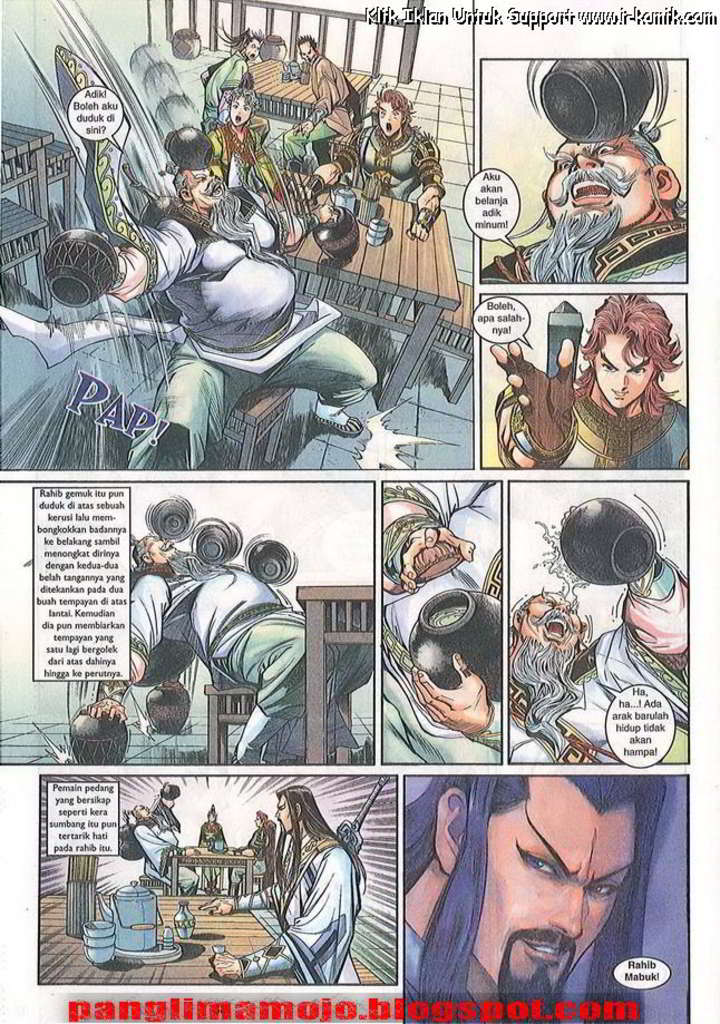 Klik Iklan Untuk Support www.ir-komik.com
Adik!
Boleh aku
duduk di
sini?
Aku
akan
belanja
adik
minum!
Boleh,
apa salah-
nya!
PAP!
Rahib gemuk itu pun
duduk di atas sebuah
kerusi lalu mem-
bongkokkan badannya
ke belakang sambil
menongkat dirinya
dengan kedua-dua
belah tangannya yang
ditekankan pada dua
buah tempayan di atas
lantai. Kemudian
dia pun membiarkan
tempayan yang
satu lagi bergolek
dari atas dahinya
hingga ke perutnya.
Ha,
ha...! Ada
arak barulah
hidup tidak
akan
hampa!
Pemain pedang
yang bersikap
seperti kera
sumbang itu pun
tertarik hati
pada rahib itu.
Rahib
Mabuk!
panglimamojo.blogspot.com